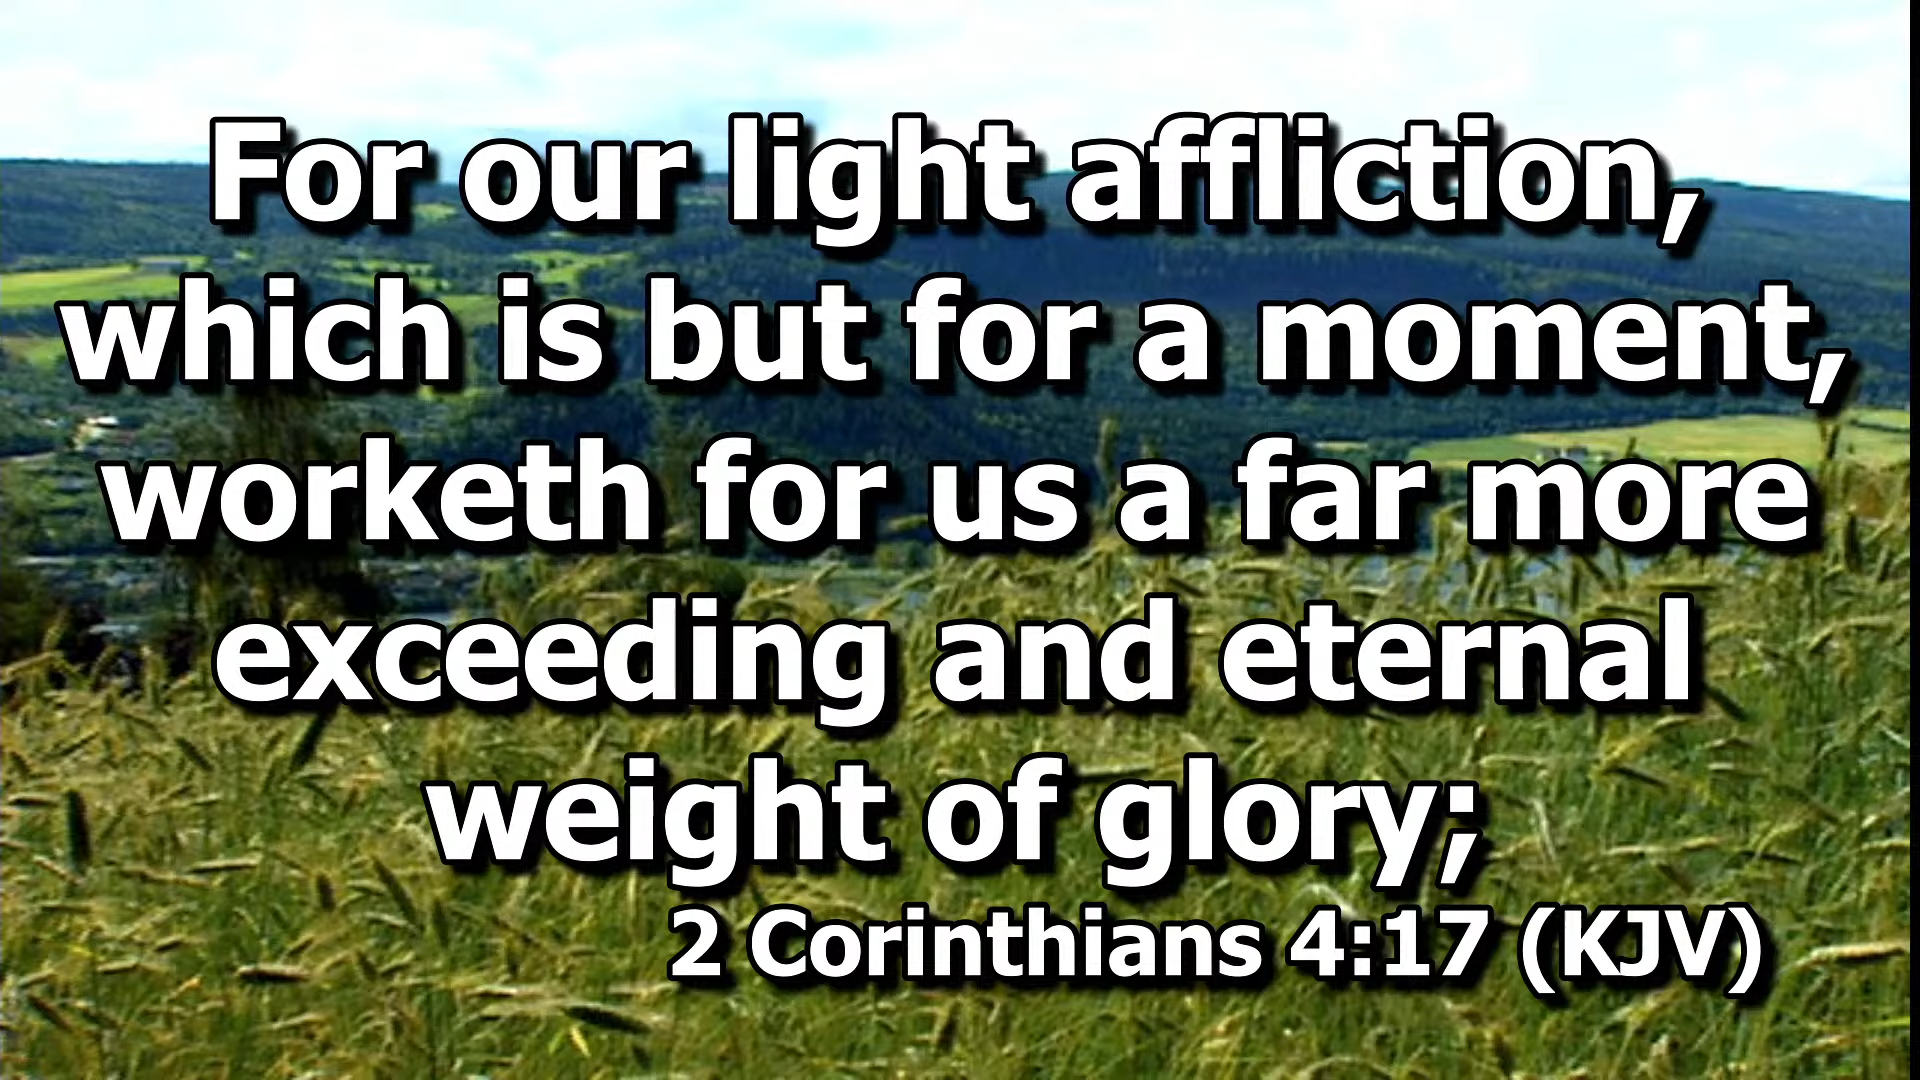 For our light affliction,
which is but for a moment,
worketh for us a far more
exceeding and eternal
weight of glory;
2 Corinthians 4:17 (KJV)